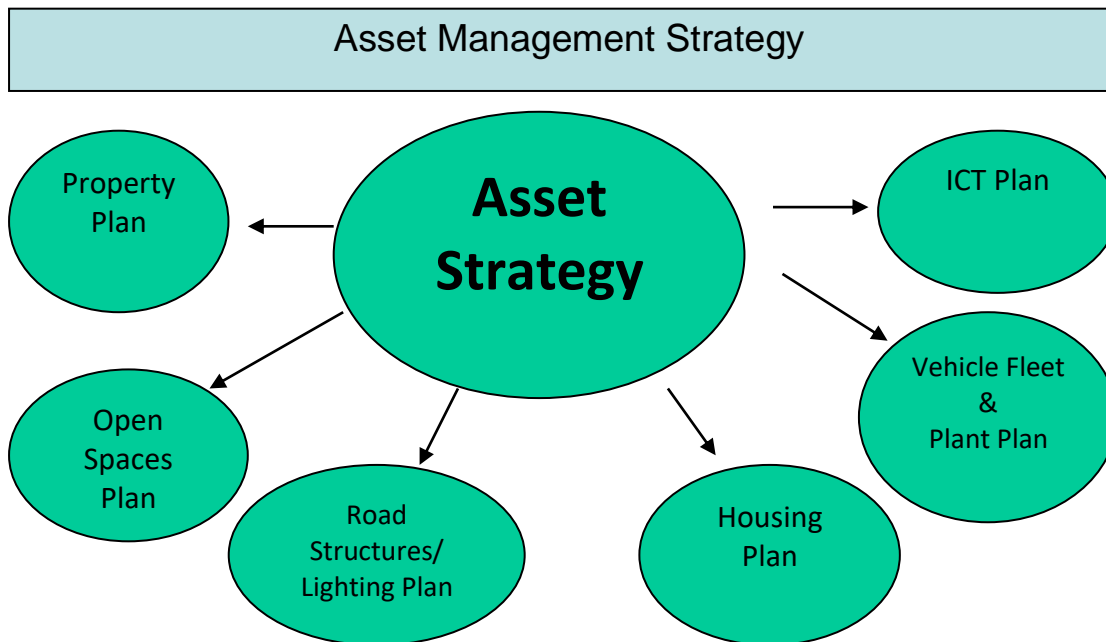 Asset Management Strategy
Property
Plan
Asset
Strategy
ICT Plan
Open
Spaces
Plan
Road
Structures/
Lighting Plan
Housing
Plan
Vehicle Fleet
&
Plant Plan